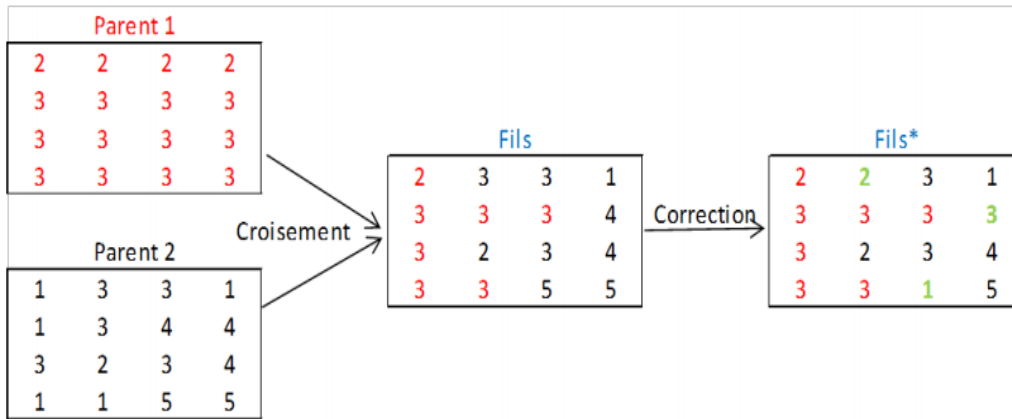 Parent 1
2 2 2 2
3 3 3 3
3 3 3 3
3 3 3 3
Parent 2
1 3 3 1
1 3 4 4
3 2 3 4
1 1 5 5
Croisement
Fils
2 3 3 1
3 3 3 4
3 2 3 4
3 3 5 5
Correction
Fils*
2 2 3 1
3 3 3 3
3 2 3 4
3 3 1 5